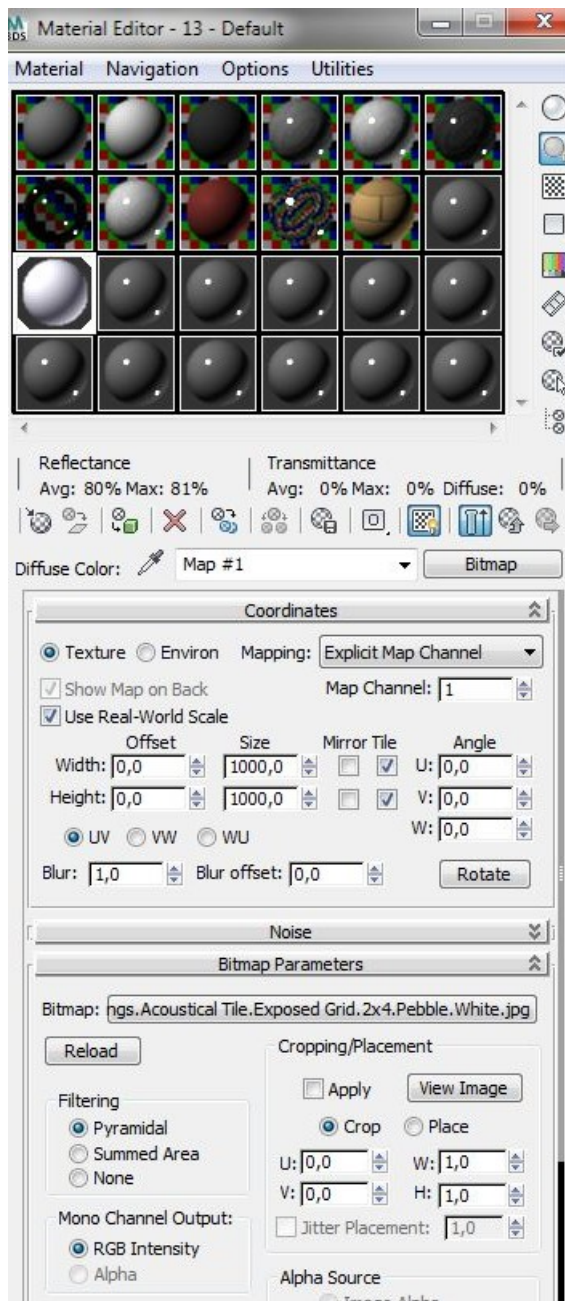 Material Editor - 13 - Default
Material Navigation Options Utilities
Reflectance Transmittance
Avg: 80% Max: 81% Avg: 0% Max: 0% Diffuse: 0%
Diffuse Color: Map #1 Bitmap
Coordinates
Texture Environ Mapping: Explicit Map Channel
Show Map on Back Map Channel: 1
Use Real-World Scale
Offset Size Mirror Tile Angle
Width: 0,0 1000,0 U: 0,0
Height: 0,0 1000,0 V: 0,0
UV VW WU W: 0,0
Blur: 1,0 Blur offset: 0,0 Rotate
Noise
Bitmap Parameters
Bitmap: ngs.Acoustical Tile.Exposed Grid.2x4.Pebble.White.jpg
Reload Cropping/Placement
Apply View Image
Filtering
Pyramidal Crop Place
Summed Area U: 0,0 W: 1,0
None V: 0,0 H: 1,0
Mono Channel Output: Jitter Placement: 1,0
RGB Intensity
Alpha Alpha Source